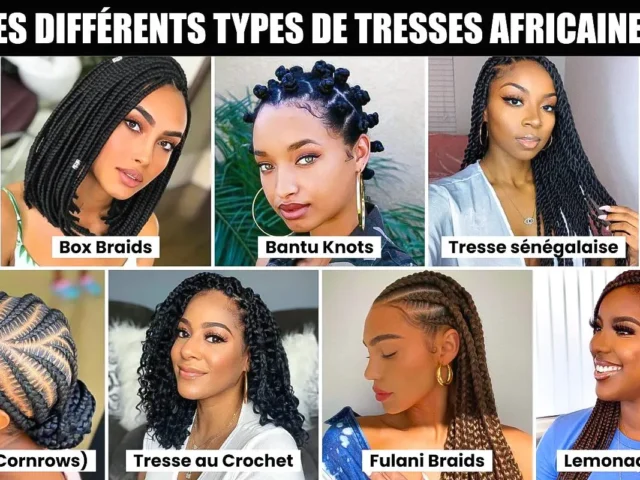 ES DIFFÉRENTS TYPES DE TRESSES AFRICAINE
Box Braids
Bantu Knots
Tresse sénégalaise
Cornrows)
Tresse au Crochet
Fulani Braids
Lemonad